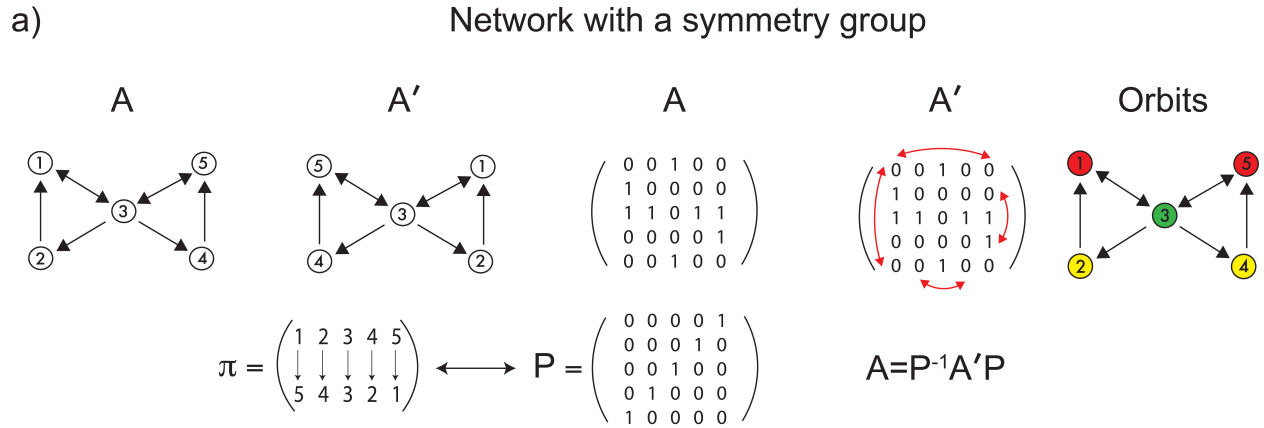 a) Network with a symmetry group
A A′ A A′ Orbits
1 5 3 2 4
5 1 3 4 2
0 0 1 0 0
1 0 0 0 0
1 1 0 1 1
0 0 0 0 1
0 0 1 0 0
0 0 1 0 0
1 0 0 0 0
1 1 0 1 1
0 0 0 0 1
0 0 1 0 0
1 5 3 2 4
π = ( 1 2 3 4 5
5 4 3 2 1 )
P =
0 0 0 0 1
0 0 0 1 0
0 0 1 0 0
0 1 0 0 0
1 0 0 0 0
A=P⁻¹A′P